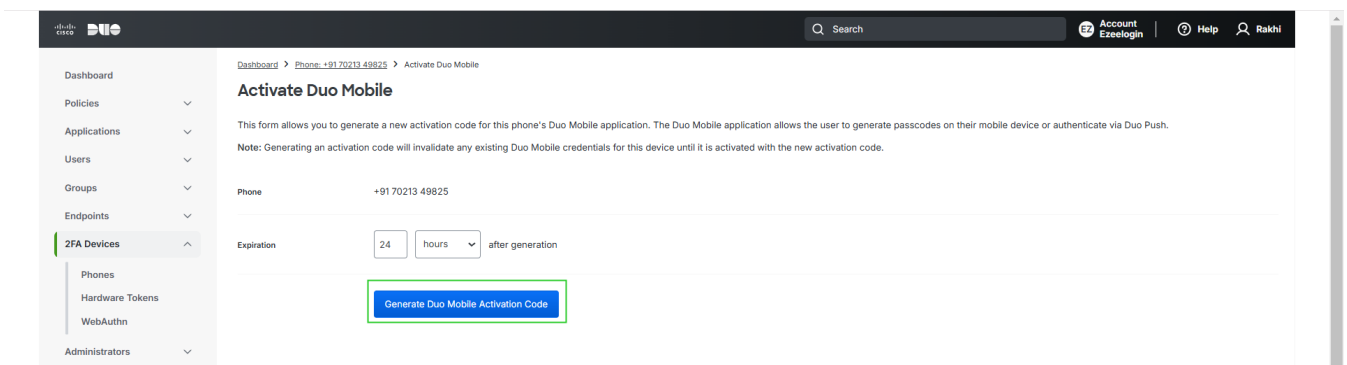 CISCO DUO Search EZ Account Ezeelogin Help Rakhi
Dashboard > Phone: +91 70213 49825 > Activate Duo Mobile
Activate Duo Mobile
This form allows you to generate a new activation code for this phone's Duo Mobile application. The Duo Mobile application allows the user to generate passcodes on their mobile device or authenticate via Duo Push.
Note: Generating an activation code will invalidate any existing Duo Mobile credentials for this device until it is activated with the new activation code.
Phone +91 70213 49825
Expiration 24 hours after generation
Generate Duo Mobile Activation Code
Dashboard
Policies
Applications
Users
Groups
Endpoints
2FA Devices
Phones
Hardware Tokens
WebAuthn
Administrators